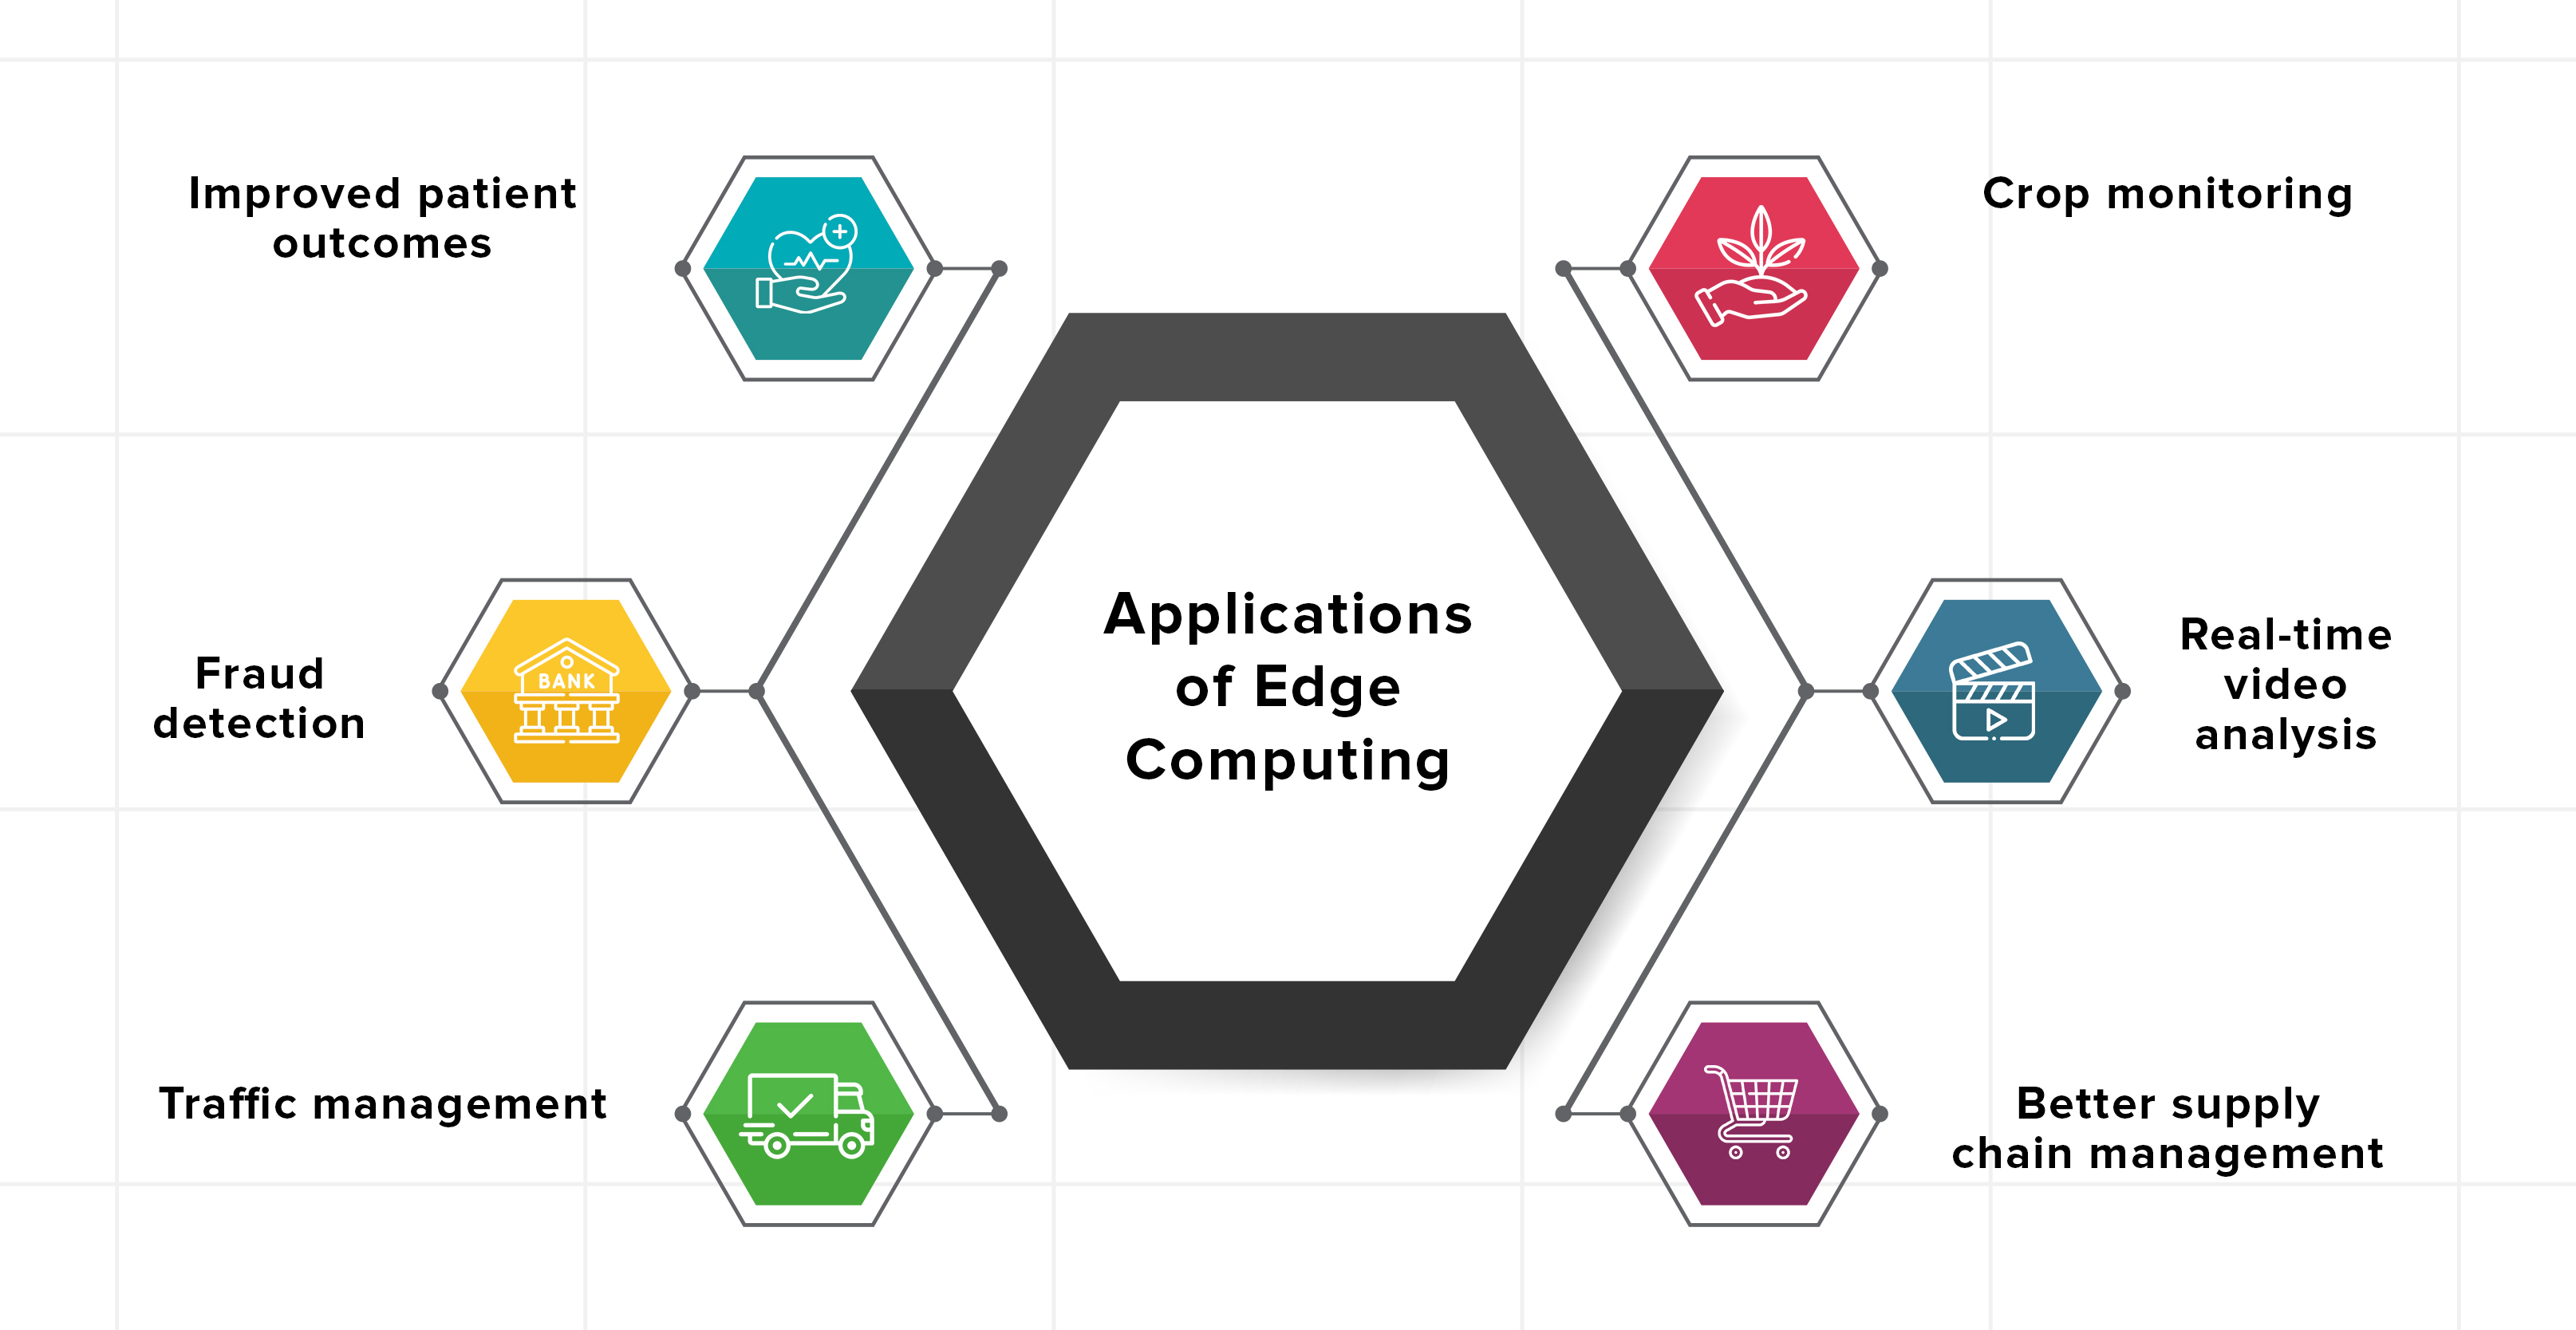 Improved patient
outcomes
Crop monitoring
Fraud
detection
BANK
Applications
of Edge
Computing
Real-time
video
analysis
Traffic management
Better supply
chain management